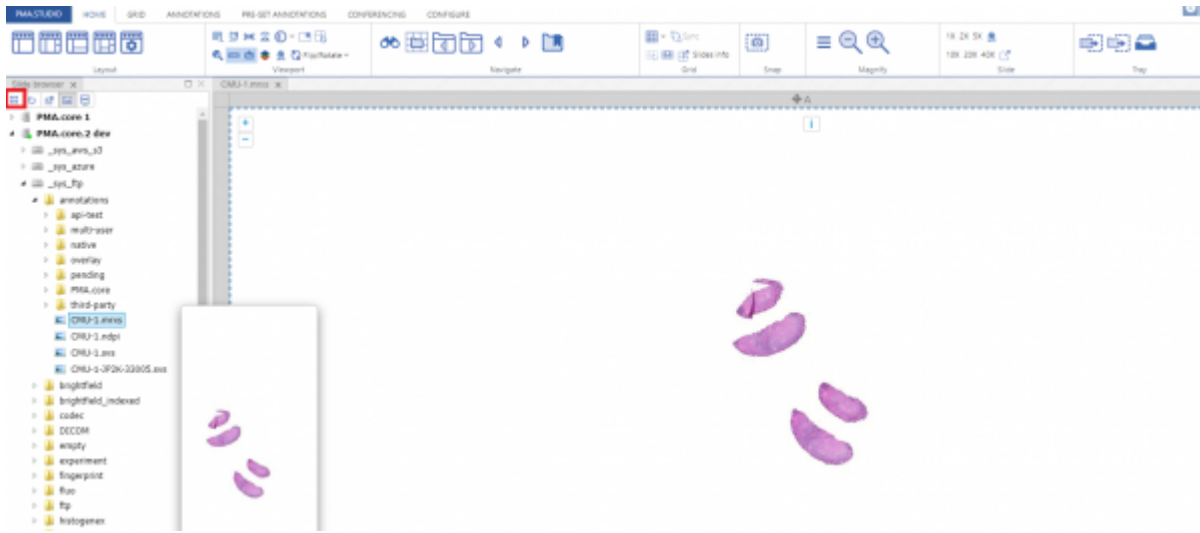 PMA.STUDIO HOME GRID ANNOTATIONS PRE-SET ANNOTATIONS CONFERENCING CONFIGURE
Sync
1X 2X 5X
Flip/Rotate
Slides info
10X 20X 40X
Layout Viewport Navigate Grid Snap Magnify Slide Tray
Slide browser x CMU-1.mrxs x
A
PMA.core 1
PMA.core.2 dev
_sys_aws_s3
_sys_azure
_sys_ftp
annotations
api-test
multi-user
native
overlay
pending
PMA.core
third-party
CMU-1.mrxs
CMU-1.ndpi
CMU-1.svs
CMU-1-JP2K-33005.svs
brightfield
brightfield_indexed
codec
DICOM
empty
experiment
fingerprint
fluo
ftp
histogenex